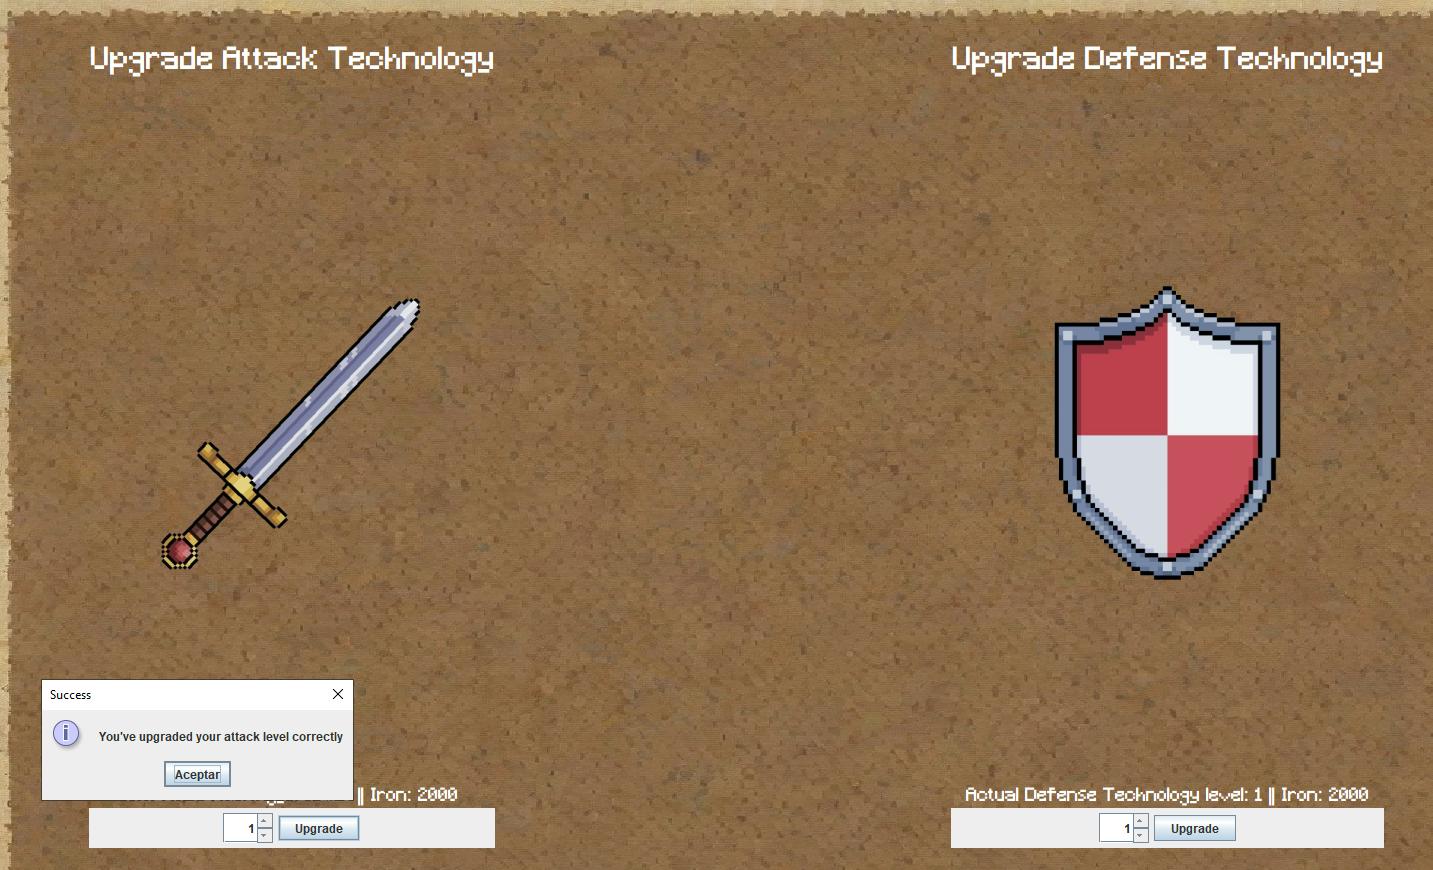 Upgrade Attack Technology
Upgrade Defense Technology
Success
You've upgraded your attack level correctly
Aceptar
|| Iron: 2000
1
Upgrade
Actual Defense Technology level: 1 || Iron: 2000
1
Upgrade